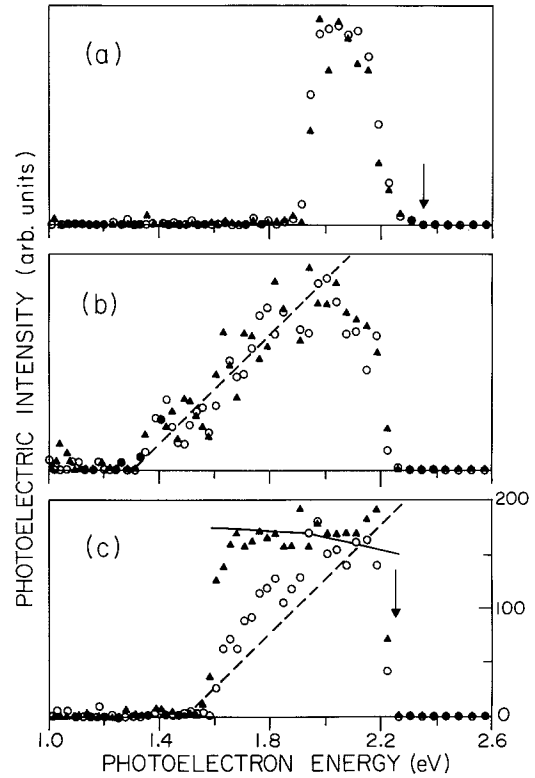 (a)
(b)
(c)
PHOTOELECTRIC INTENSITY (arb. units)
200
100
0
1.0 1.4 1.8 2.2 2.6
PHOTOELECTRON ENERGY (eV)